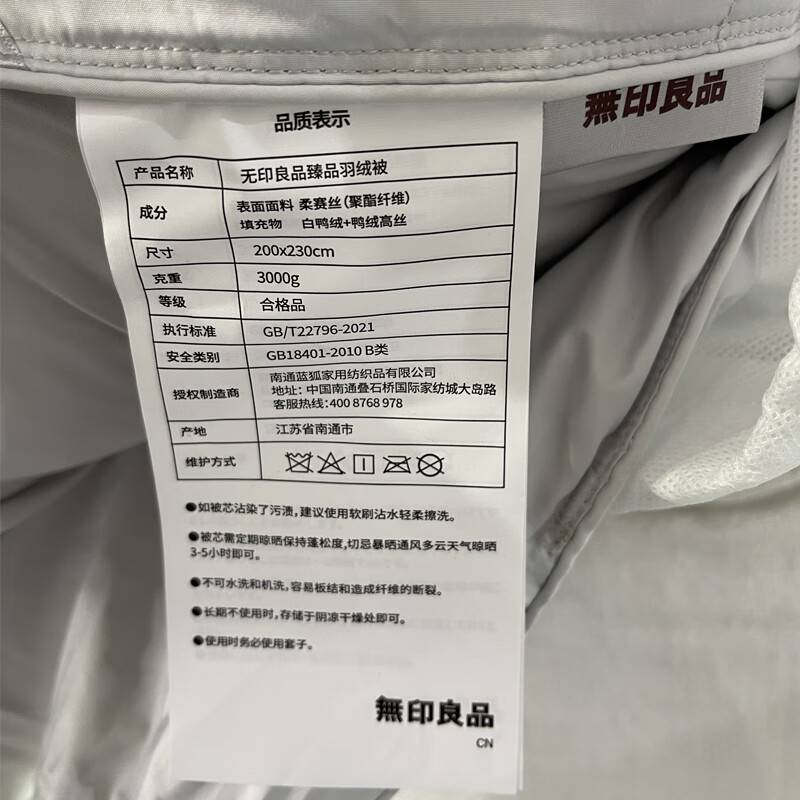 無印良品
品质表示
产品名称 无印良品臻品羽绒被
成分 表面面料 柔赛丝(聚酯纤维)
填充物 白鸭绒+鸭绒高丝
尺寸 200x230cm
克重 3000g
等级 合格品
执行标准 GB/T22796-2021
安全类别 GB18401-2010 B类
授权制造商 南通蓝狐家用纺织品有限公司
地址: 中国南通叠石桥国际家纺城大岛路
客服热线:400 8768 978
产地 江苏省南通市
维护方式
●如被芯沾染了污渍,建议使用软刷沾水轻柔擦洗。
●被芯需定期晾晒保持蓬松度,切忌暴晒通风多云天气晾晒
3-5小时即可。
●不可水洗和机洗,容易板结和造成纤维的断裂。
●长期不使用时,存储于阴凉干燥处即可。
●使用时务必使用套子。
無印良品
CN